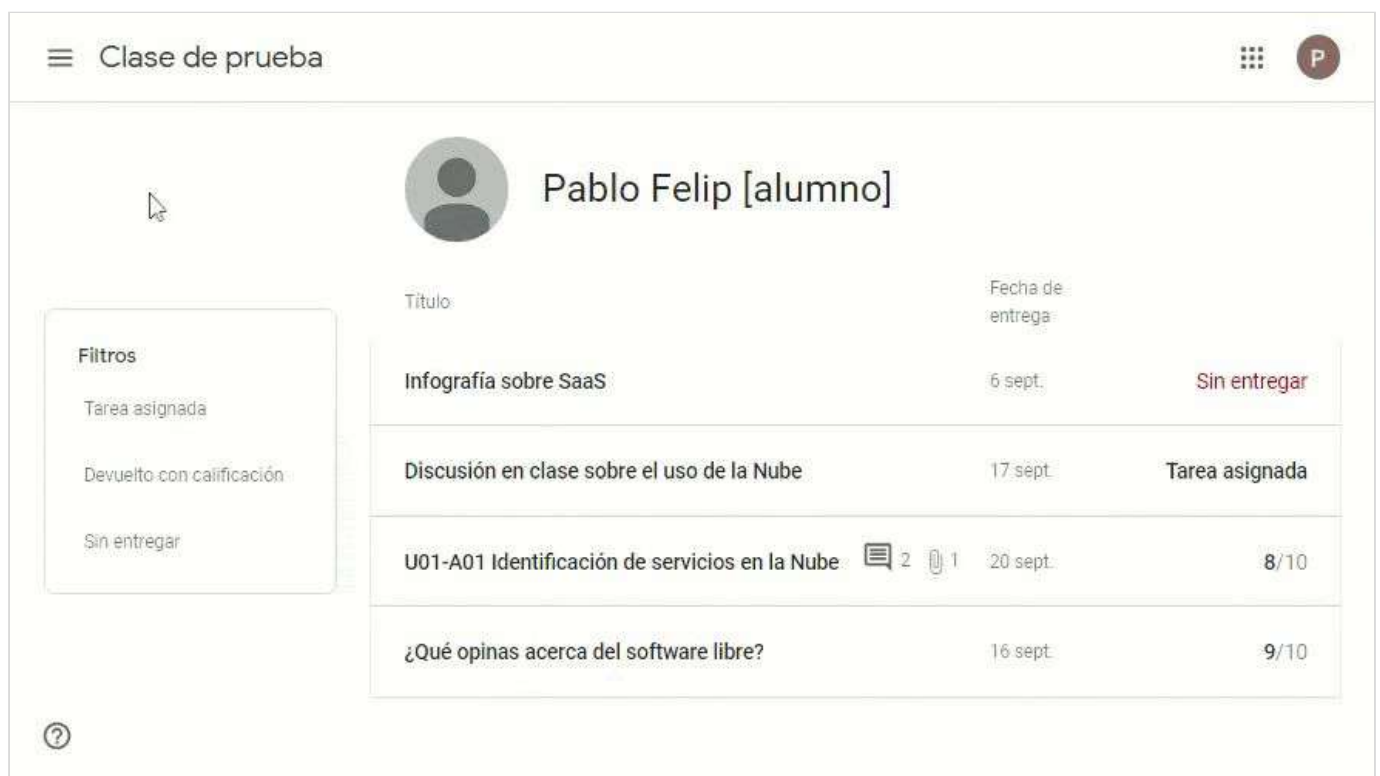 Clase de prueba
P
Pablo Felip [alumno]
Título
Fecha de
entrega
Filtros
Tarea asignada
Devuelto con calificación
Sin entregar
Infografía sobre SaaS 6 sept. Sin entregar
Discusión en clase sobre el uso de la Nube 17 sept. Tarea asignada
U01-A01 Identificación de servicios en la Nube 2 1 20 sept. 8/10
¿Qué opinas acerca del software libre? 16 sept. 9/10
?